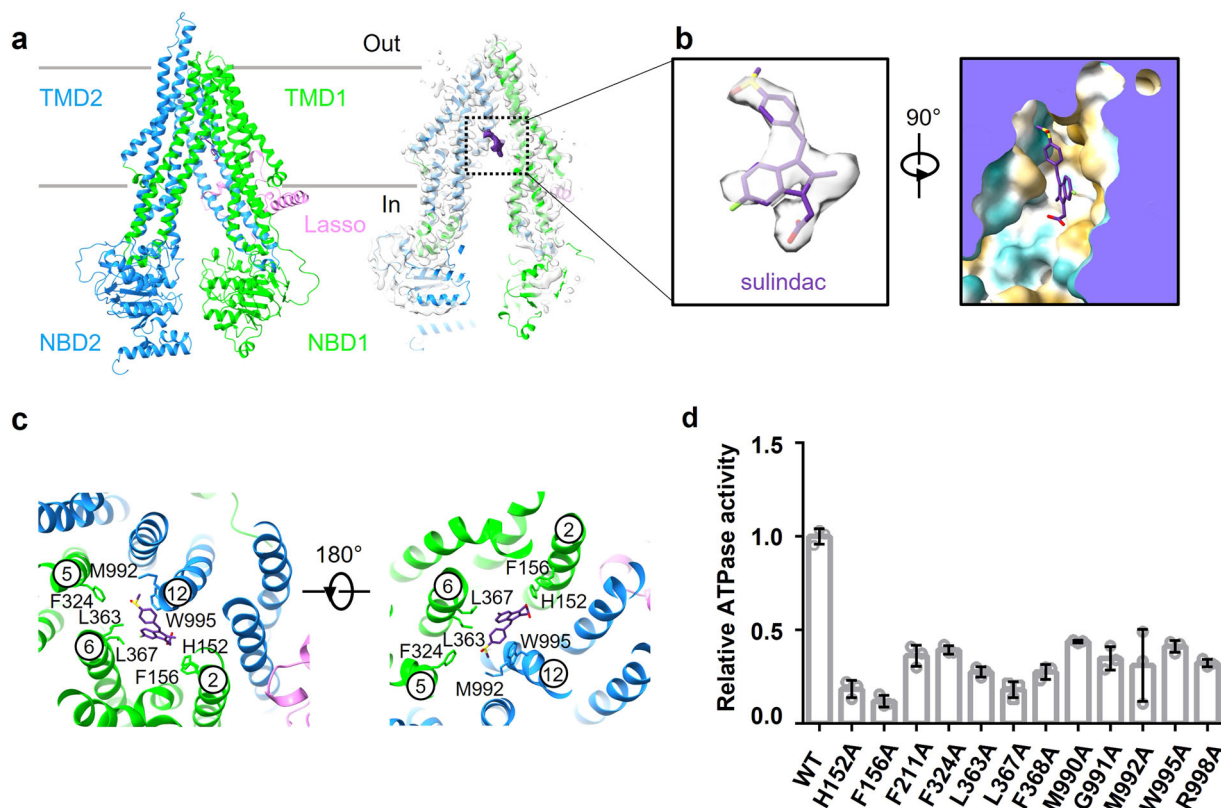 a
Out
TMD2
TMD1
In
Lasso
NBD2
NBD1
b
sulindac
90°
c
5
M992
12
F324
L363
W995
6
L367
H152
F156
2
180°
2
F156
6
L367
H152
L363
W995
F324
5
M992
12
d
Relative ATPase activity
1.5
1.0
0.5
0.0
WT
H152A
F156A
F211A
F324A
L363A
L367A
F368A
M990A
G991A
M992A
W995A
R998A